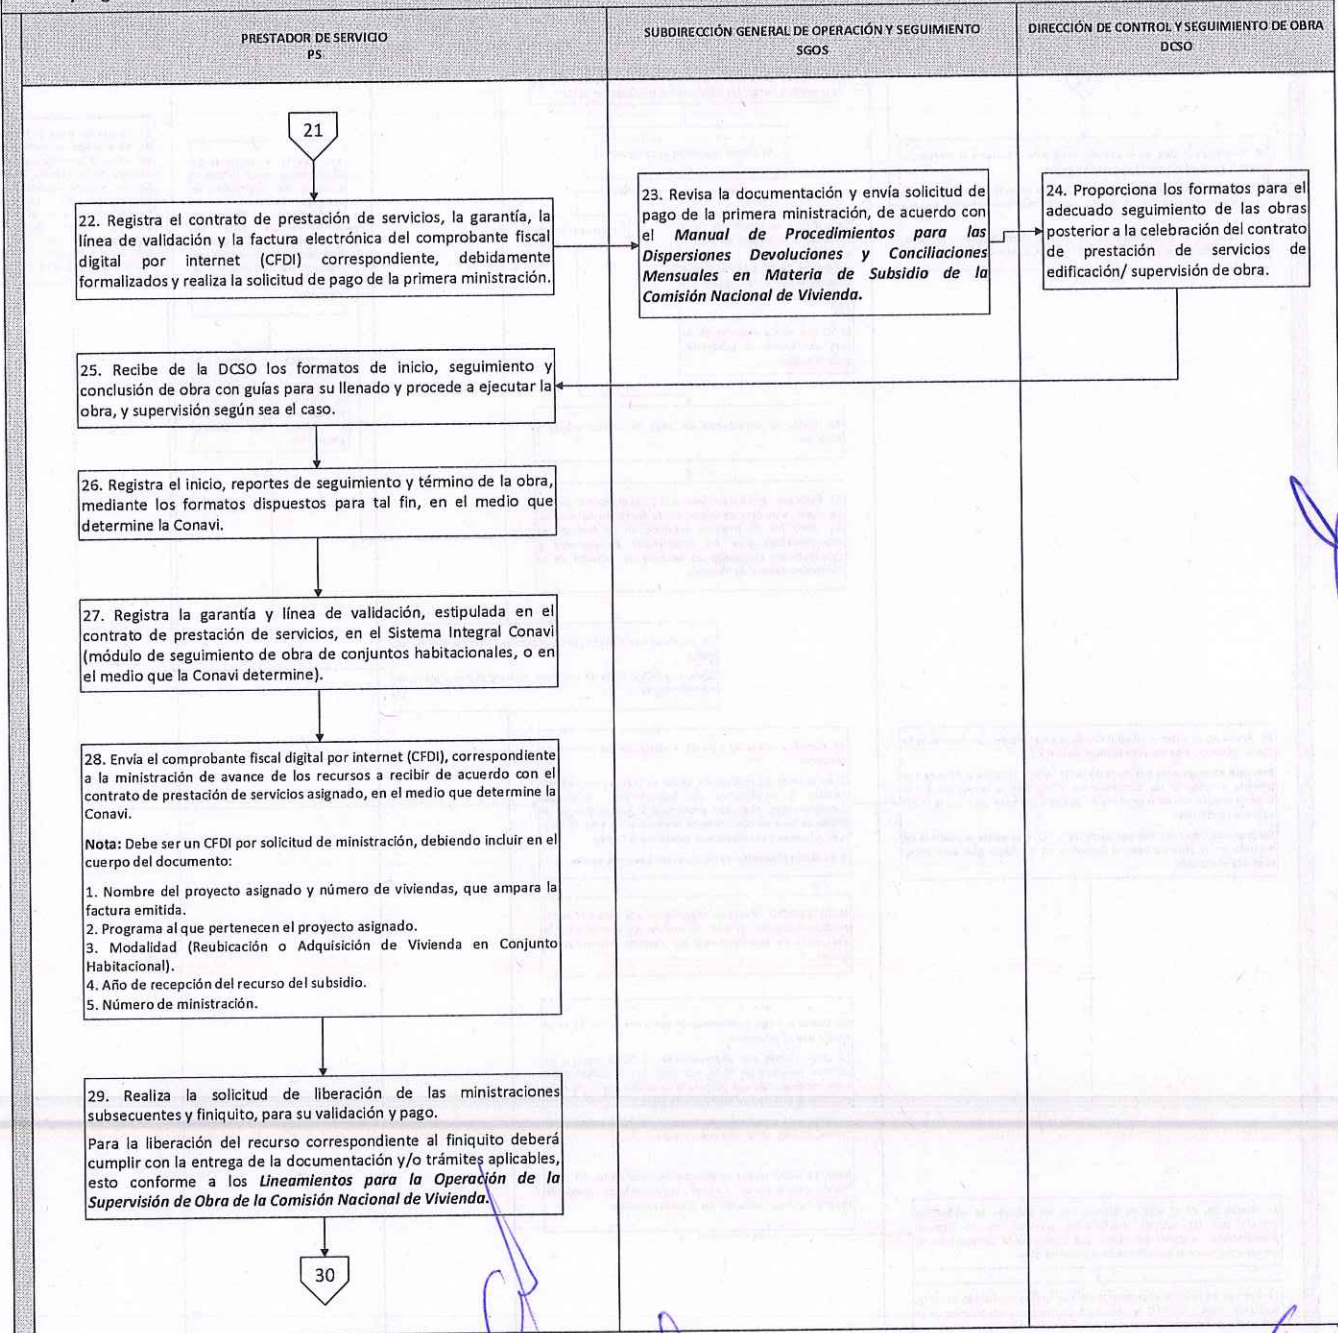 PRESTADOR DE SERVICIO
PS
SUBDIRECCIÓN GENERAL DE OPERACIÓN Y SEGUIMIENTO
SGOS
DIRECCIÓN DE CONTROL Y SEGUIMIENTO DE OBRA
DCSO
21
22. Registra el contrato de prestación de servicios, la garantía, la
línea de validación y la factura electrónica del comprobante fiscal
digital por internet (CFDI) correspondiente, debidamente
formalizados y realiza la solicitud de pago de la primera ministración.
23. Revisa la documentación y envía solicitud de
pago de la primera ministración, de acuerdo con
el Manual de Procedimientos para las
Dispersiones Devoluciones y Conciliaciones
Mensuales en Materia de Subsidio de la
Comisión Nacional de Vivienda.
24. Proporciona los formatos para el
adecuado seguimiento de las obras
posterior a la celebración del contrato
de prestación de servicios de
edificación/ supervisión de obra.
25. Recibe de la DCSO los formatos de inicio, seguimiento y
conclusión de obra con guías para su llenado y procede a ejecutar la
obra, y supervisión según sea el caso.
26. Registra el inicio, reportes de seguimiento y término de la obra,
mediante los formatos dispuestos para tal fin, en el medio que
determine la Conavi.
27. Registra la garantía y línea de validación, estipulada en el
contrato de prestación de servicios, en el Sistema Integral Conavi
(módulo de seguimiento de obra de conjuntos habitacionales, o en
el medio que la Conavi determine).
28. Envía el comprobante fiscal digital por internet (CFDI), correspondiente
a la ministración de avance de los recursos a recibir de acuerdo con el
contrato de prestación de servicios asignado, en el medio que determine la
Conavi.
Nota: Debe ser un CFDI por solicitud de ministración, debiendo incluir en el
cuerpo del documento:
1. Nombre del proyecto asignado y número de viviendas, que ampara la
factura emitida.
2. Programa al que pertenecen el proyecto asignado.
3. Modalidad (Reubicación o Adquisición de Vivienda en Conjunto
Habitacional).
4. Año de recepción del recurso del subsidio.
5. Número de ministración.
29. Realiza la solicitud de liberación de las ministraciones
subsecuentes y finiquito, para su validación y pago.
Para la liberación del recurso correspondiente al finiquito deberá
cumplir con la entrega de la documentación y/o trámites aplicables,
esto conforme a los Lineamientos para la Operación de la
Supervisión de Obra de la Comisión Nacional de Vivienda.
30